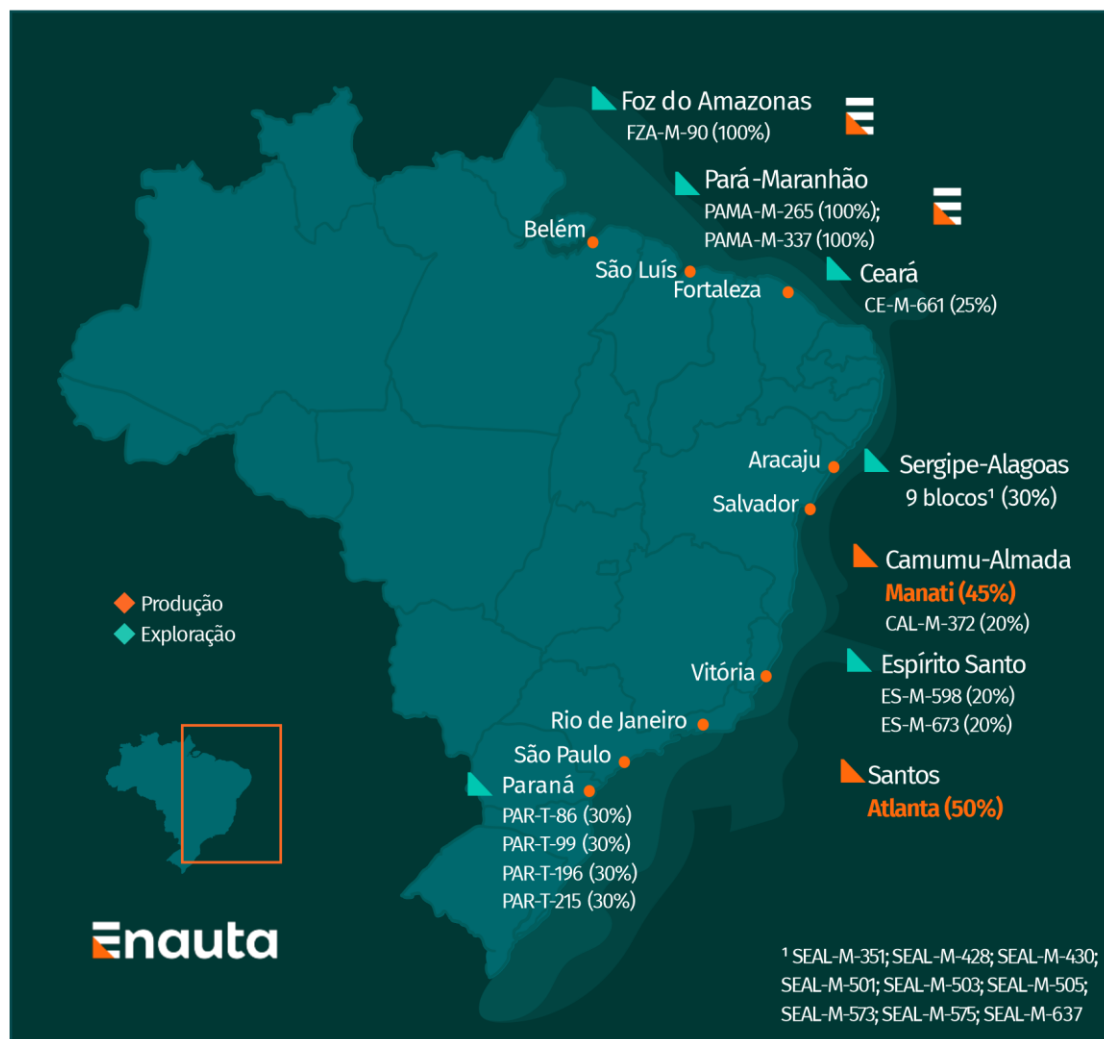 Foz do Amazonas
FZA-M-90 (100%)
Pará-Maranhão
PAMA-M-265 (100%);
PAMA-M-337 (100%)
Belém
São Luís
Fortaleza
Ceará
CE-M-661 (25%)
Aracaju
Sergipe-Alagoas
9 blocos¹ (30%)
Salvador
Camumu-Almada
Manati (45%)
CAL-M-372 (20%)
Produção
Exploração
Espírito Santo
ES-M-598 (20%)
ES-M-673 (20%)
Vitória
Rio de Janeiro
São Paulo
Santos
Atlanta (50%)
Paraná
PAR-T-86 (30%)
PAR-T-99 (30%)
PAR-T-196 (30%)
PAR-T-215 (30%)
Enauta
¹ SEAL-M-351; SEAL-M-428; SEAL-M-430;
SEAL-M-501; SEAL-M-503; SEAL-M-505;
SEAL-M-573; SEAL-M-575; SEAL-M-637